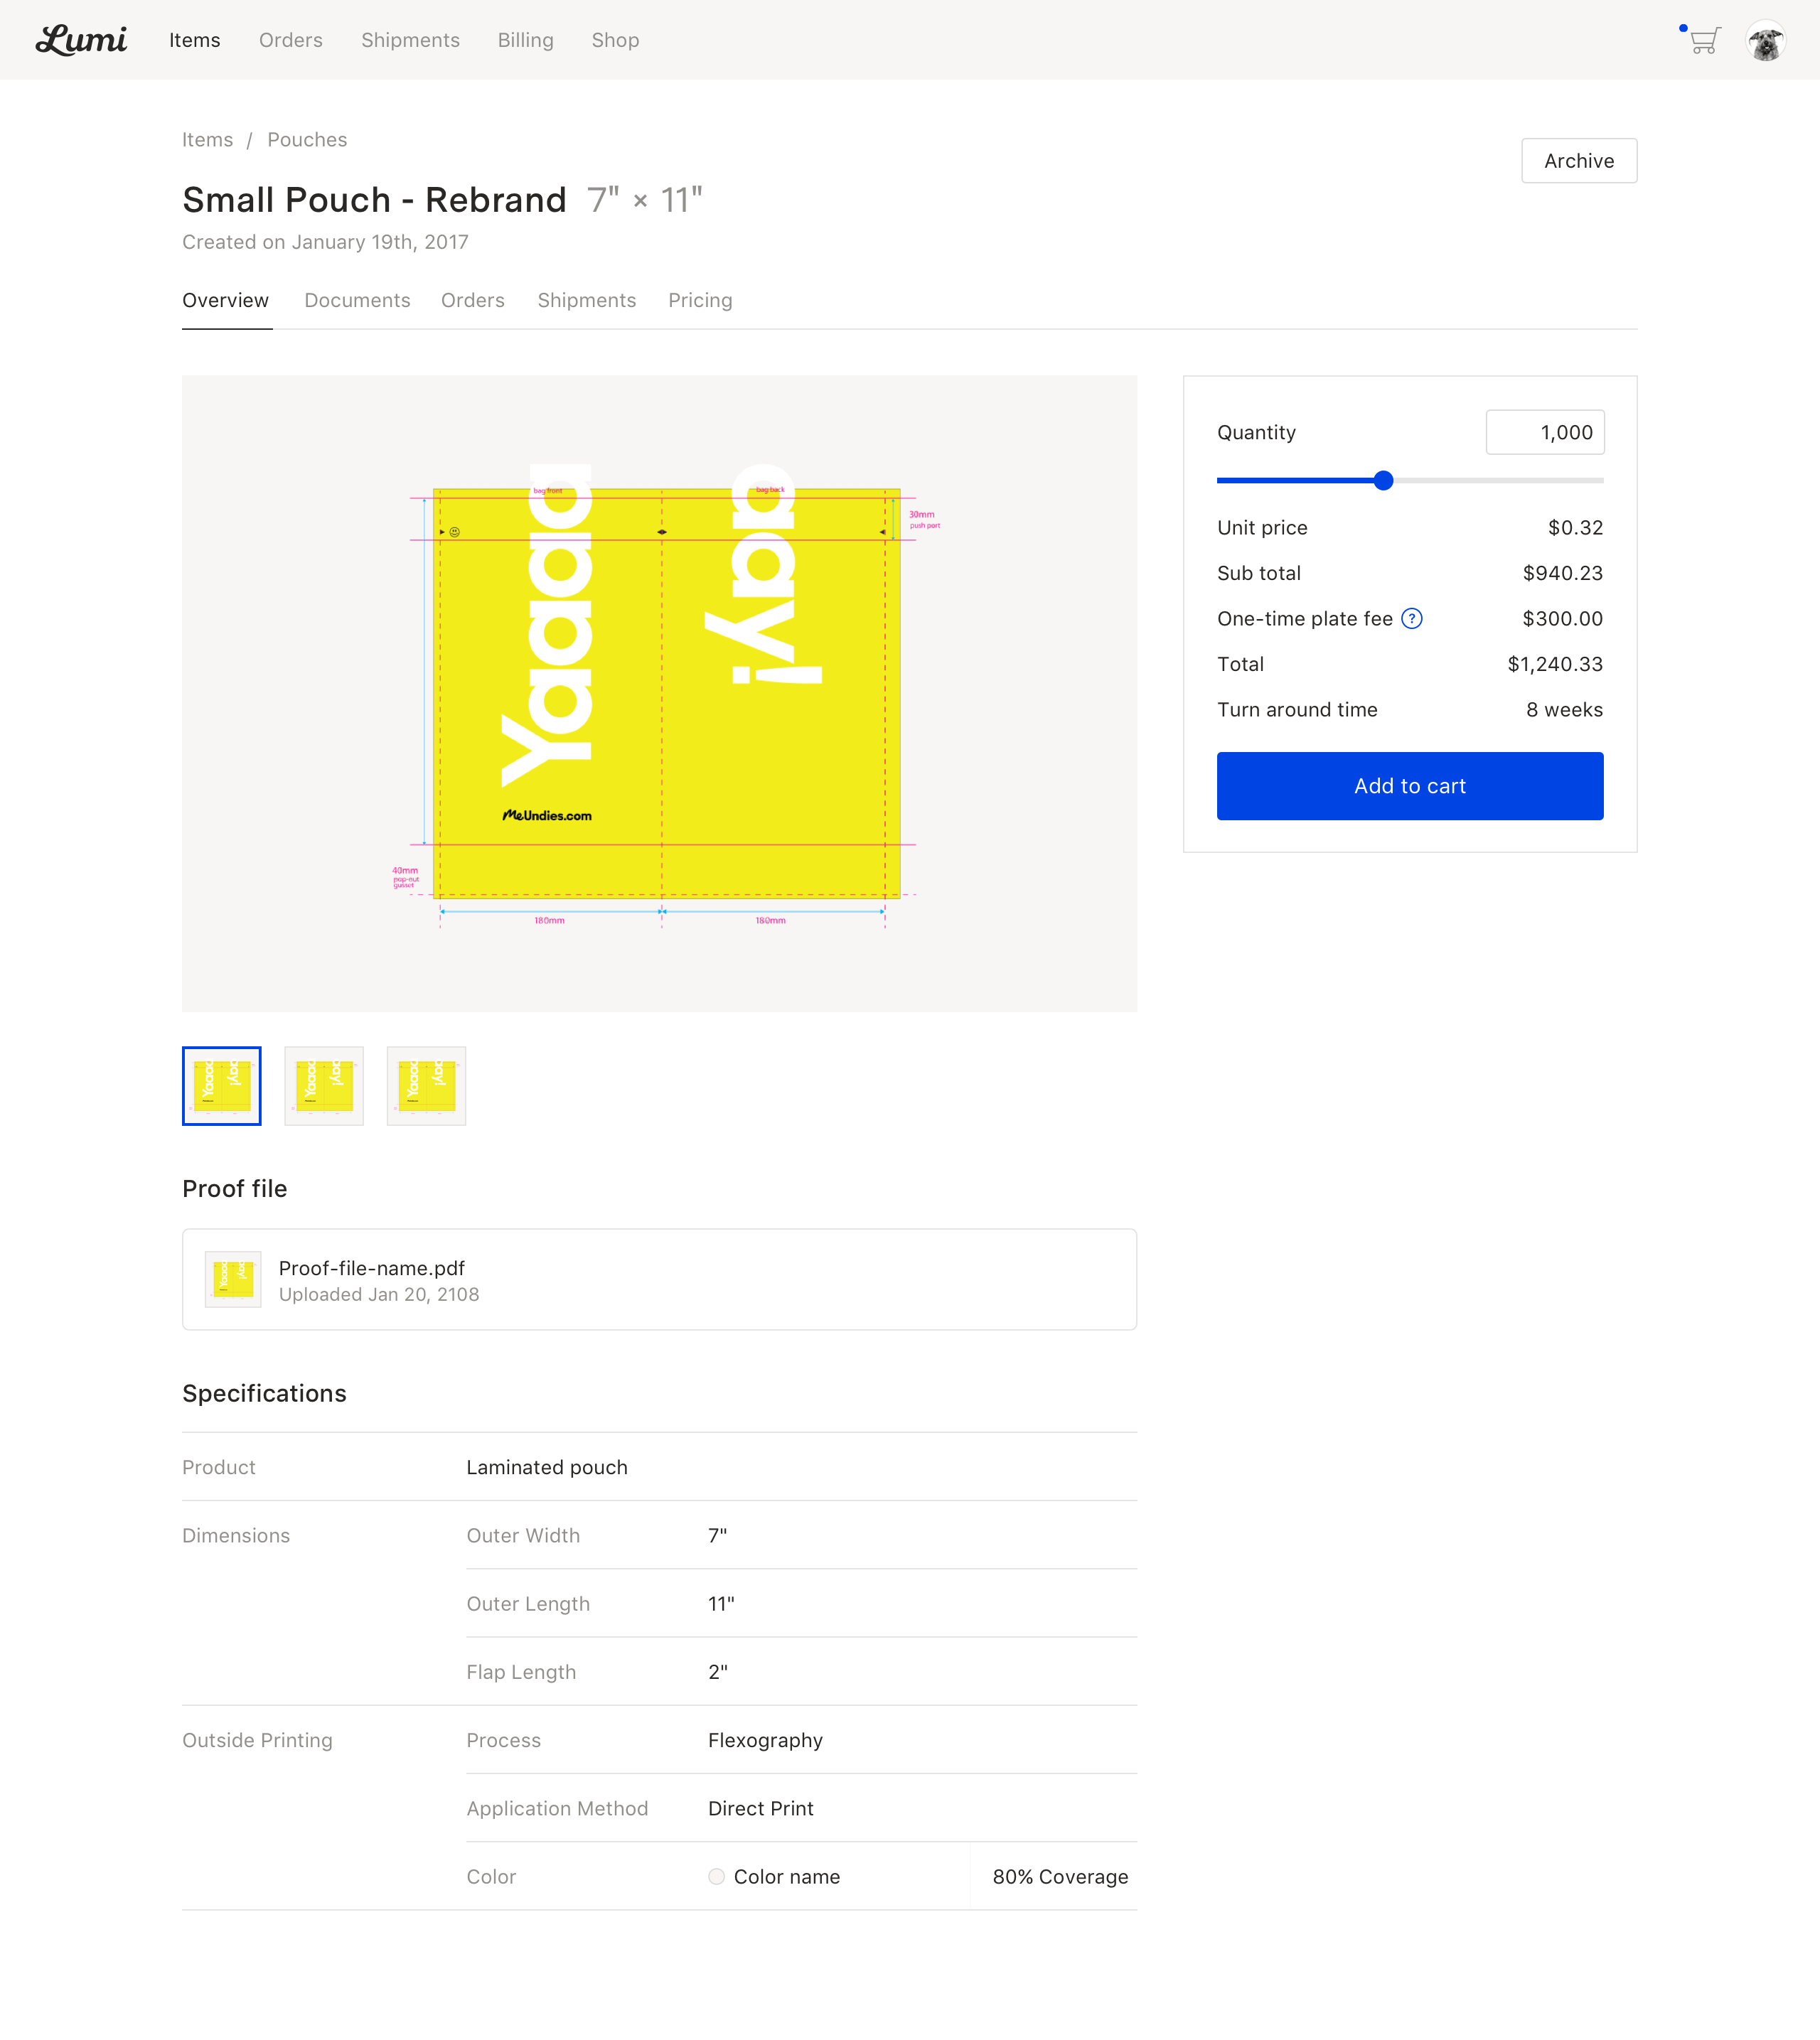 Lumi Items Orders Shipments Billing Shop
Items / Pouches
Archive
Small Pouch - Rebrand 7" × 11"
Created on January 19th, 2017
Overview Documents Orders Shipments Pricing
bag front
bag back
30mm
push part
Yaaaa
aay!
MeUndies.com
40mm
pop-out
gusset
180mm
180mm
Quantity 1,000
Unit price $0.32
Sub total $940.23
One-time plate fee ? $300.00
Total $1,240.33
Turn around time 8 weeks
Add to cart
Proof file
Proof-file-name.pdf
Uploaded Jan 20, 2108
Specifications
Product Laminated pouch
Dimensions Outer Width 7"
Outer Length 11"
Flap Length 2"
Outside Printing Process Flexography
Application Method Direct Print
Color Color name 80% Coverage